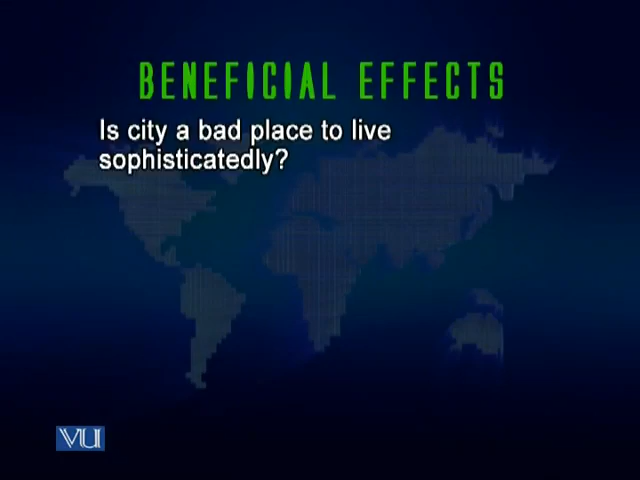 BENEFICIAL EFFECTS
Is city a bad place to live
sophisticatedly?
VU